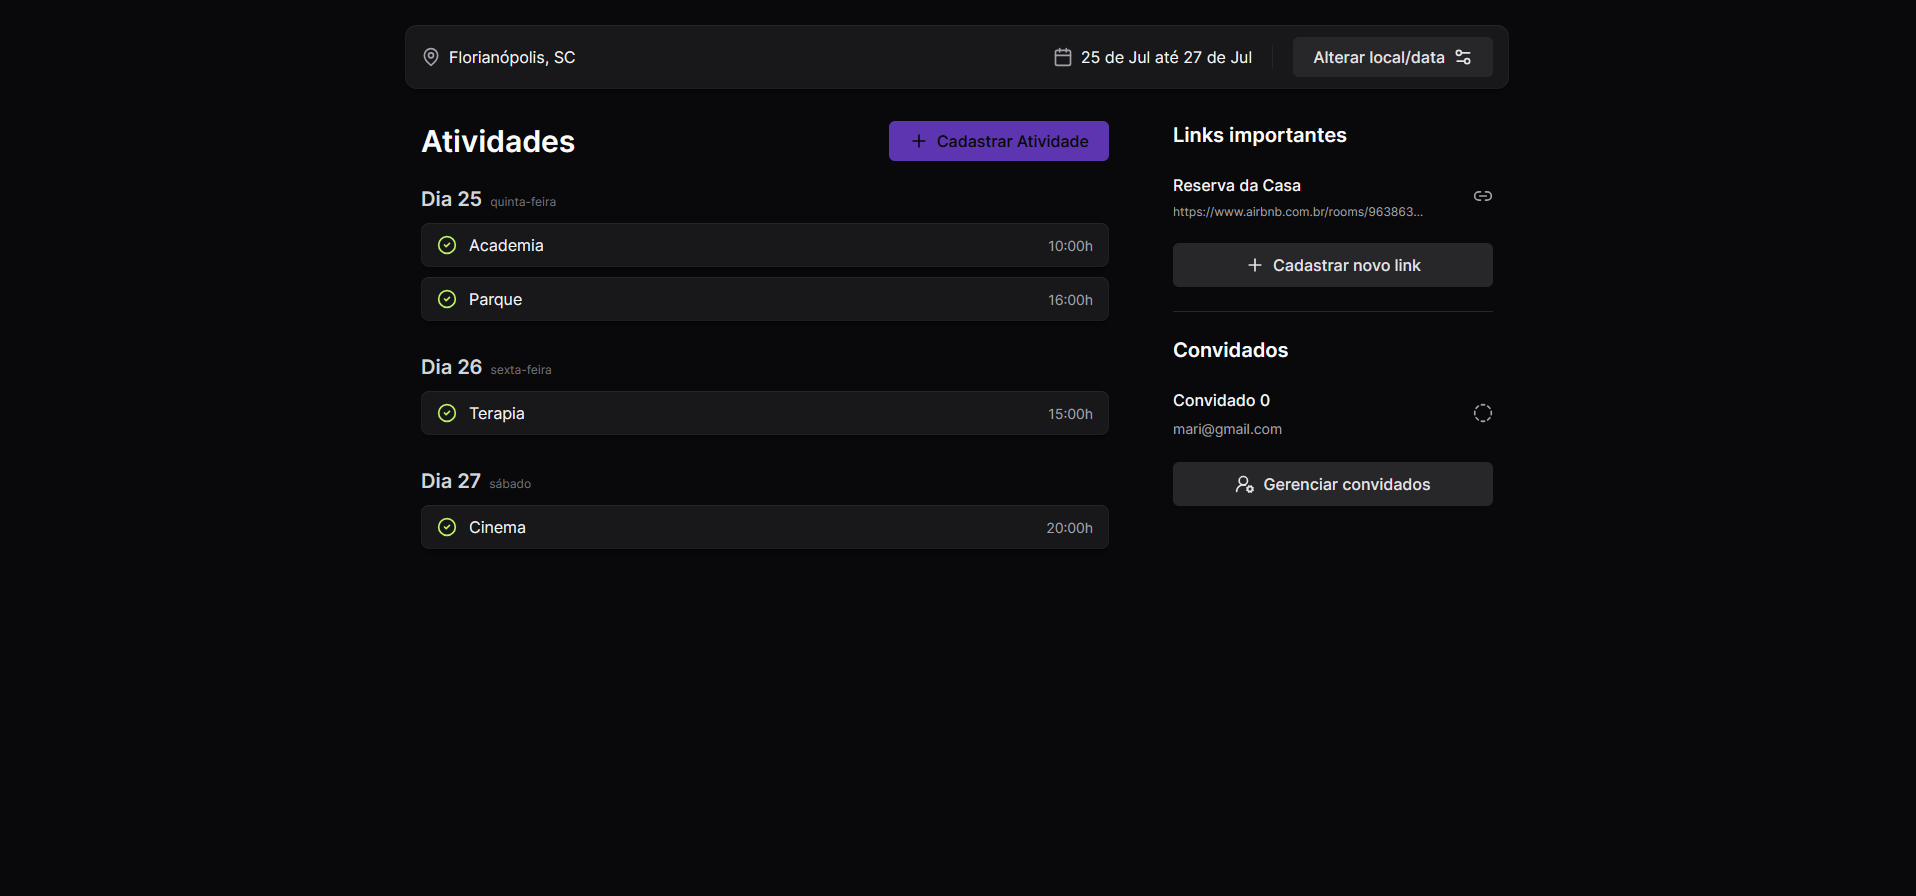 Florianópolis, SC
25 de Jul até 27 de Jul
Alterar local/data
Atividades
Cadastrar Atividade
Dia 25 quinta-feira
Academia 10:00h
Parque 16:00h
Dia 26 sexta-feira
Terapia 15:00h
Dia 27 sábado
Cinema 20:00h
Links importantes
Reserva da Casa
https://www.airbnb.com.br/rooms/963863...
Cadastrar novo link
Convidados
Convidado 0
mari@gmail.com
Gerenciar convidados